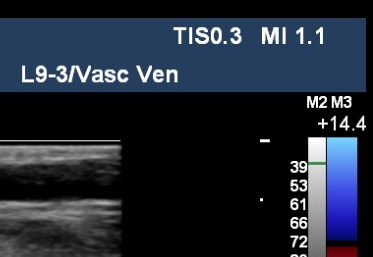 TIS0.3 MI 1.1
L9-3/Vasc Ven
M2 M3
+14.4
39
53
61
66
72